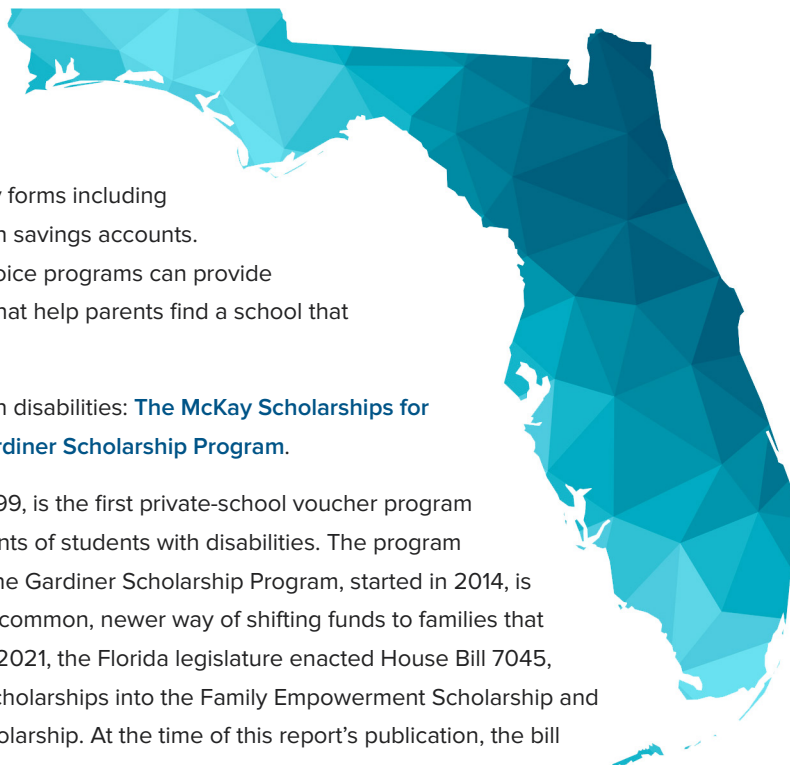 forms including
savings accounts.
oice programs can provide
hat help parents find a school that
disabilities: The McKay Scholarships for
rdiner Scholarship Program.
99, is the first private-school voucher program
nts of students with disabilities. The program
he Gardiner Scholarship Program, started in 2014, is
common, newer way of shifting funds to families that
2021, the Florida legislature enacted House Bill 7045,
cholarships into the Family Empowerment Scholarship and
olarship. At the time of this report’s publication, the bill